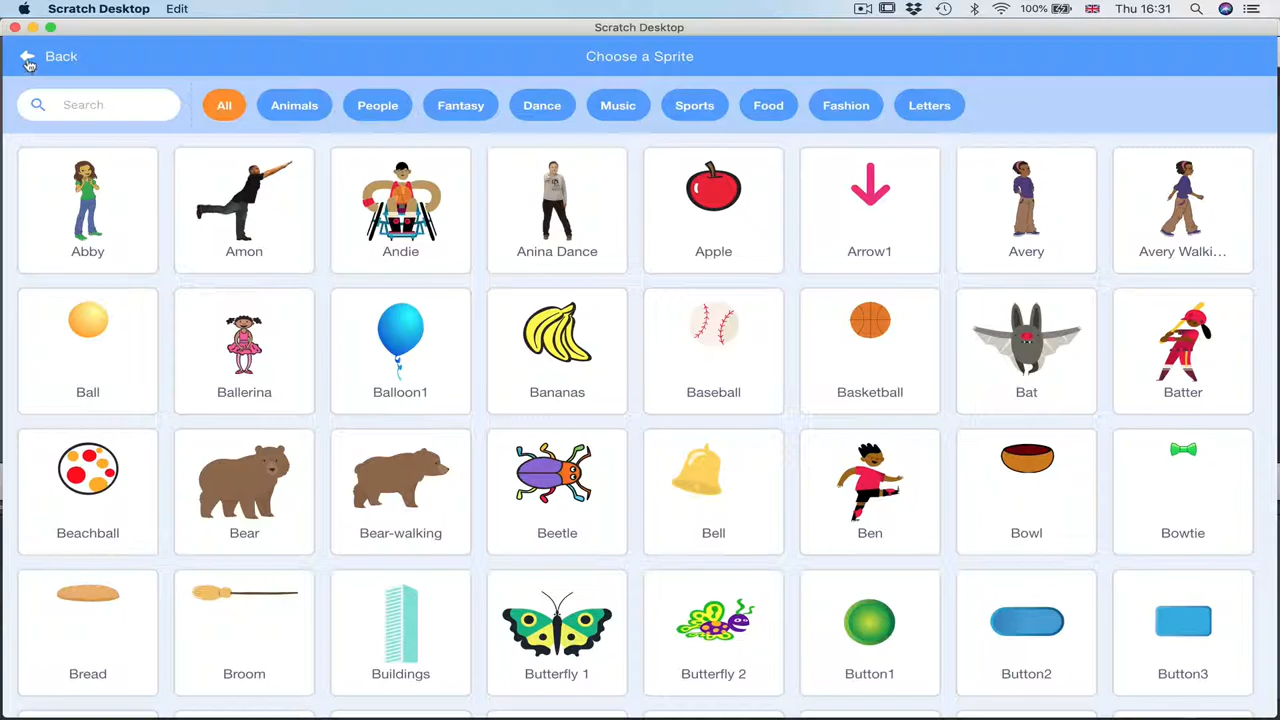 Scratch Desktop Edit 100% Thu 16:31
Scratch Desktop
Back Choose a Sprite
Search All Animals People Fantasy Dance Music Sports Food Fashion Letters
Abby Amon Andie Anina Dance Apple Arrow1 Avery Avery Walki...
Ball Ballerina Balloon1 Bananas Baseball Basketball Bat Batter
Beachball Bear Bear-walking Beetle Bell Ben Bowl Bowtie
Bread Broom Buildings Butterfly 1 Butterfly 2 Button1 Button2 Button3